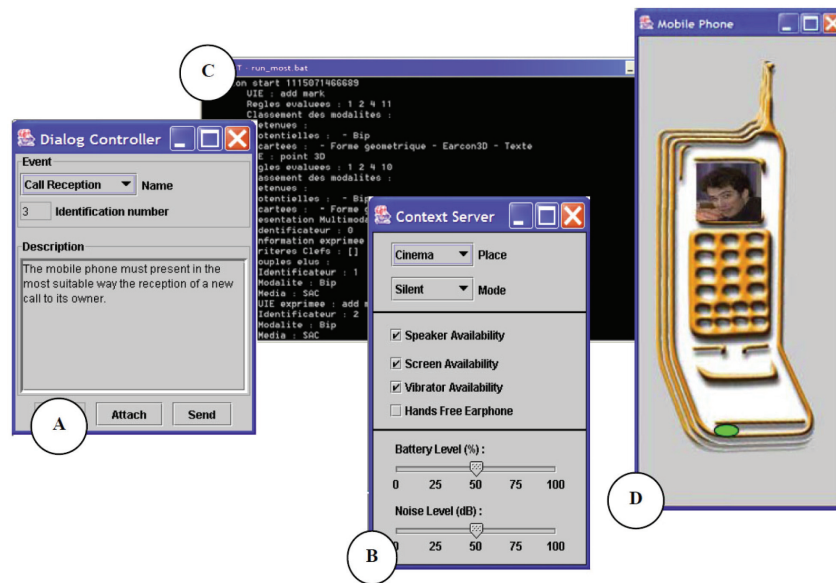 Mobile Phone
C
T - run_most.bat
on start 1115071466689
UIE : add mark
Regles evaluees : 1 2 4 11
Classement des modalites :
etenues :
otentielles : - Bip
cartees : - Forme geometrique - Earcon3D - Texte
E : point 3D
gles evaluees : 1 2 4 10
assement des modalites :
etenues :
otentielles : - Bip
cartees : - Forme g
esentation Multimoda
dentificateur : 0
nformation exprimee
riteres Clefs : []
ouples elus :
Identificateur : 1
Modalite : Bip
Media : SAC
UIE exprimee : add m
Identificateur : 2
Modalite : Bip
Media : SAC
Dialog Controller
Event
Call Reception Name
3 Identification number
Description
The mobile phone must present in the
most suitable way the reception of a new
call to its owner.
Attach Send
A
Context Server
Cinema Place
Silent Mode
Speaker Availability
Screen Availability
Vibrator Availability
Hands Free Earphone
Battery Level (%) :
0 25 50 75 100
Noise Level (dB) :
0 25 50 75 100
B
D